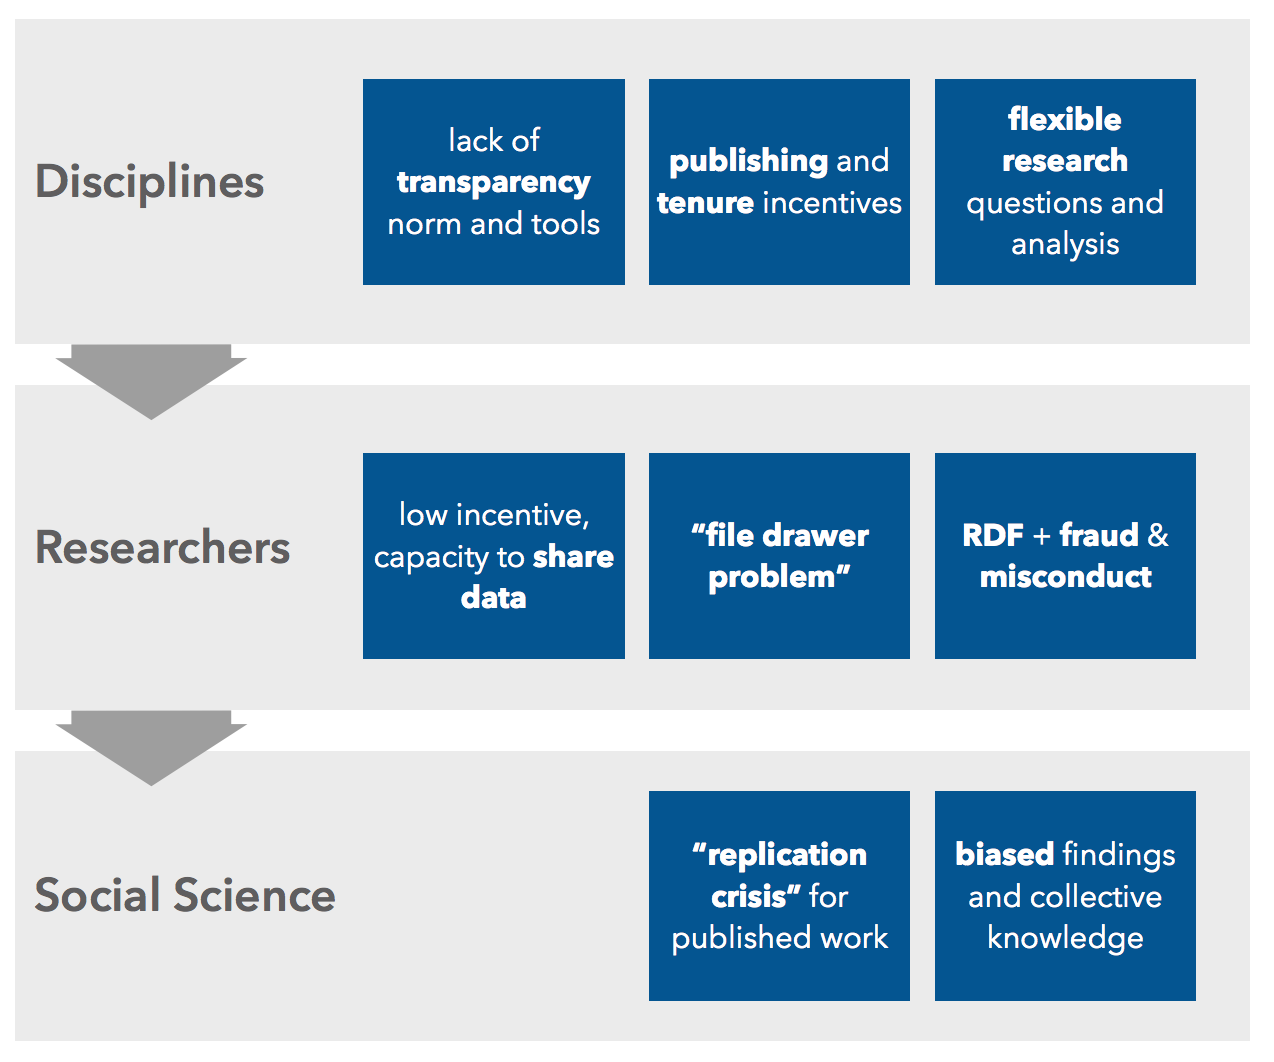 Disciplines
lack of
transparency
norm and tools
publishing and
tenure incentives
flexible
research
questions and
analysis
Researchers
low incentive,
capacity to share
data
“file drawer
problem”
RDF + fraud &
misconduct
Social Science
“replication
crisis” for
published work
biased findings
and collective
knowledge